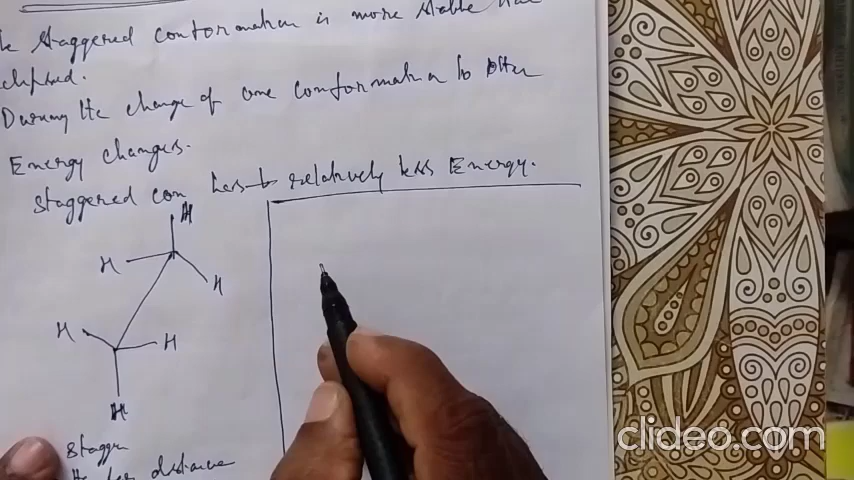 Staggered conformation is more stable than
eclipsed.
During the change of one conformation to other
Energy changes.
Staggered con has relatively less Energy.
H
H
H
H
H
H
stagge
distance
clideo.com